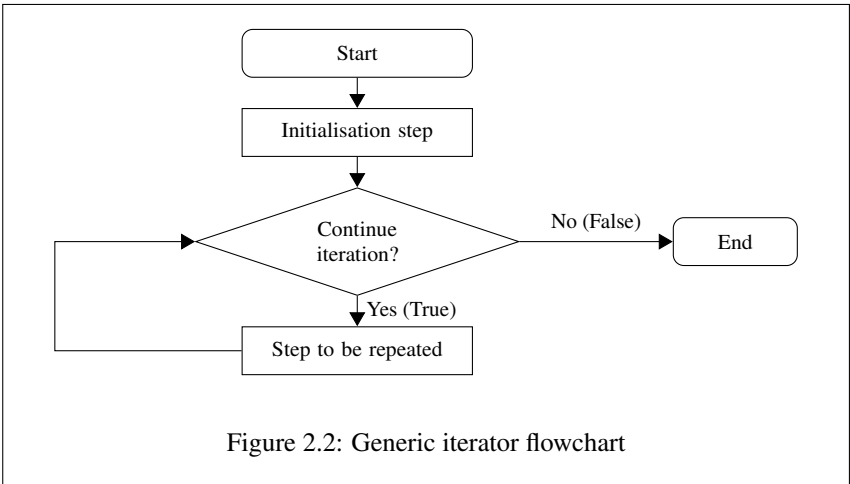 Start
Initialisation step
Continue
iteration?
No (False)
End
Yes (True)
Step to be repeated
Figure 2.2: Generic iterator flowchart